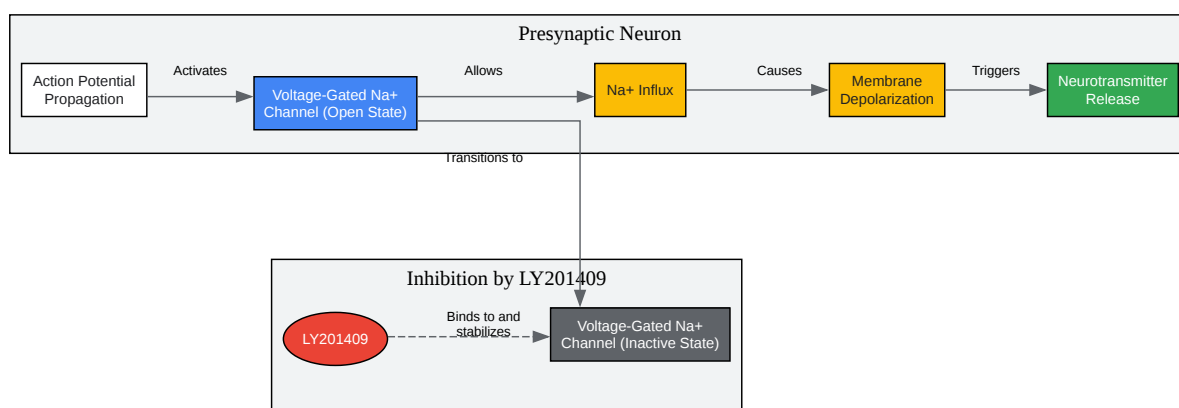 Presynaptic Neuron
Action Potential
Propagation
Activates
Voltage-Gated Na+
Channel (Open State)
Allows
Na+ Influx
Causes
Membrane
Depolarization
Triggers
Neurotransmitter
Release
Transitions to
Inhibition by LY201409
LY201409
Binds to and
stabilizes
Voltage-Gated Na+
Channel (Inactive State)